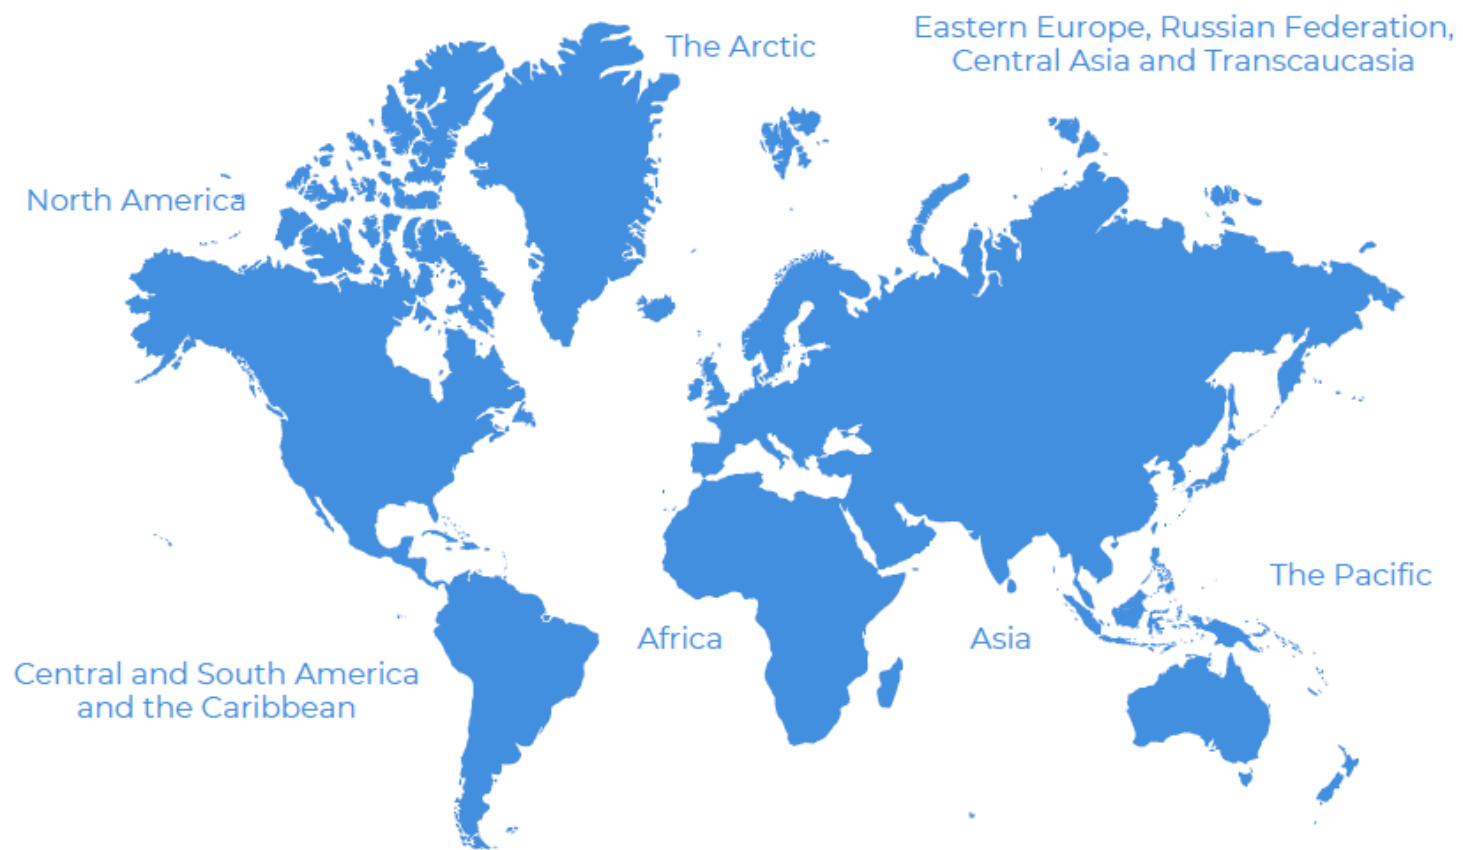 Eastern Europe, Russian Federation,
Central Asia and Transcaucasia
The Arctic
North America
The Pacific
Africa
Asia
Central and South America
and the Caribbean